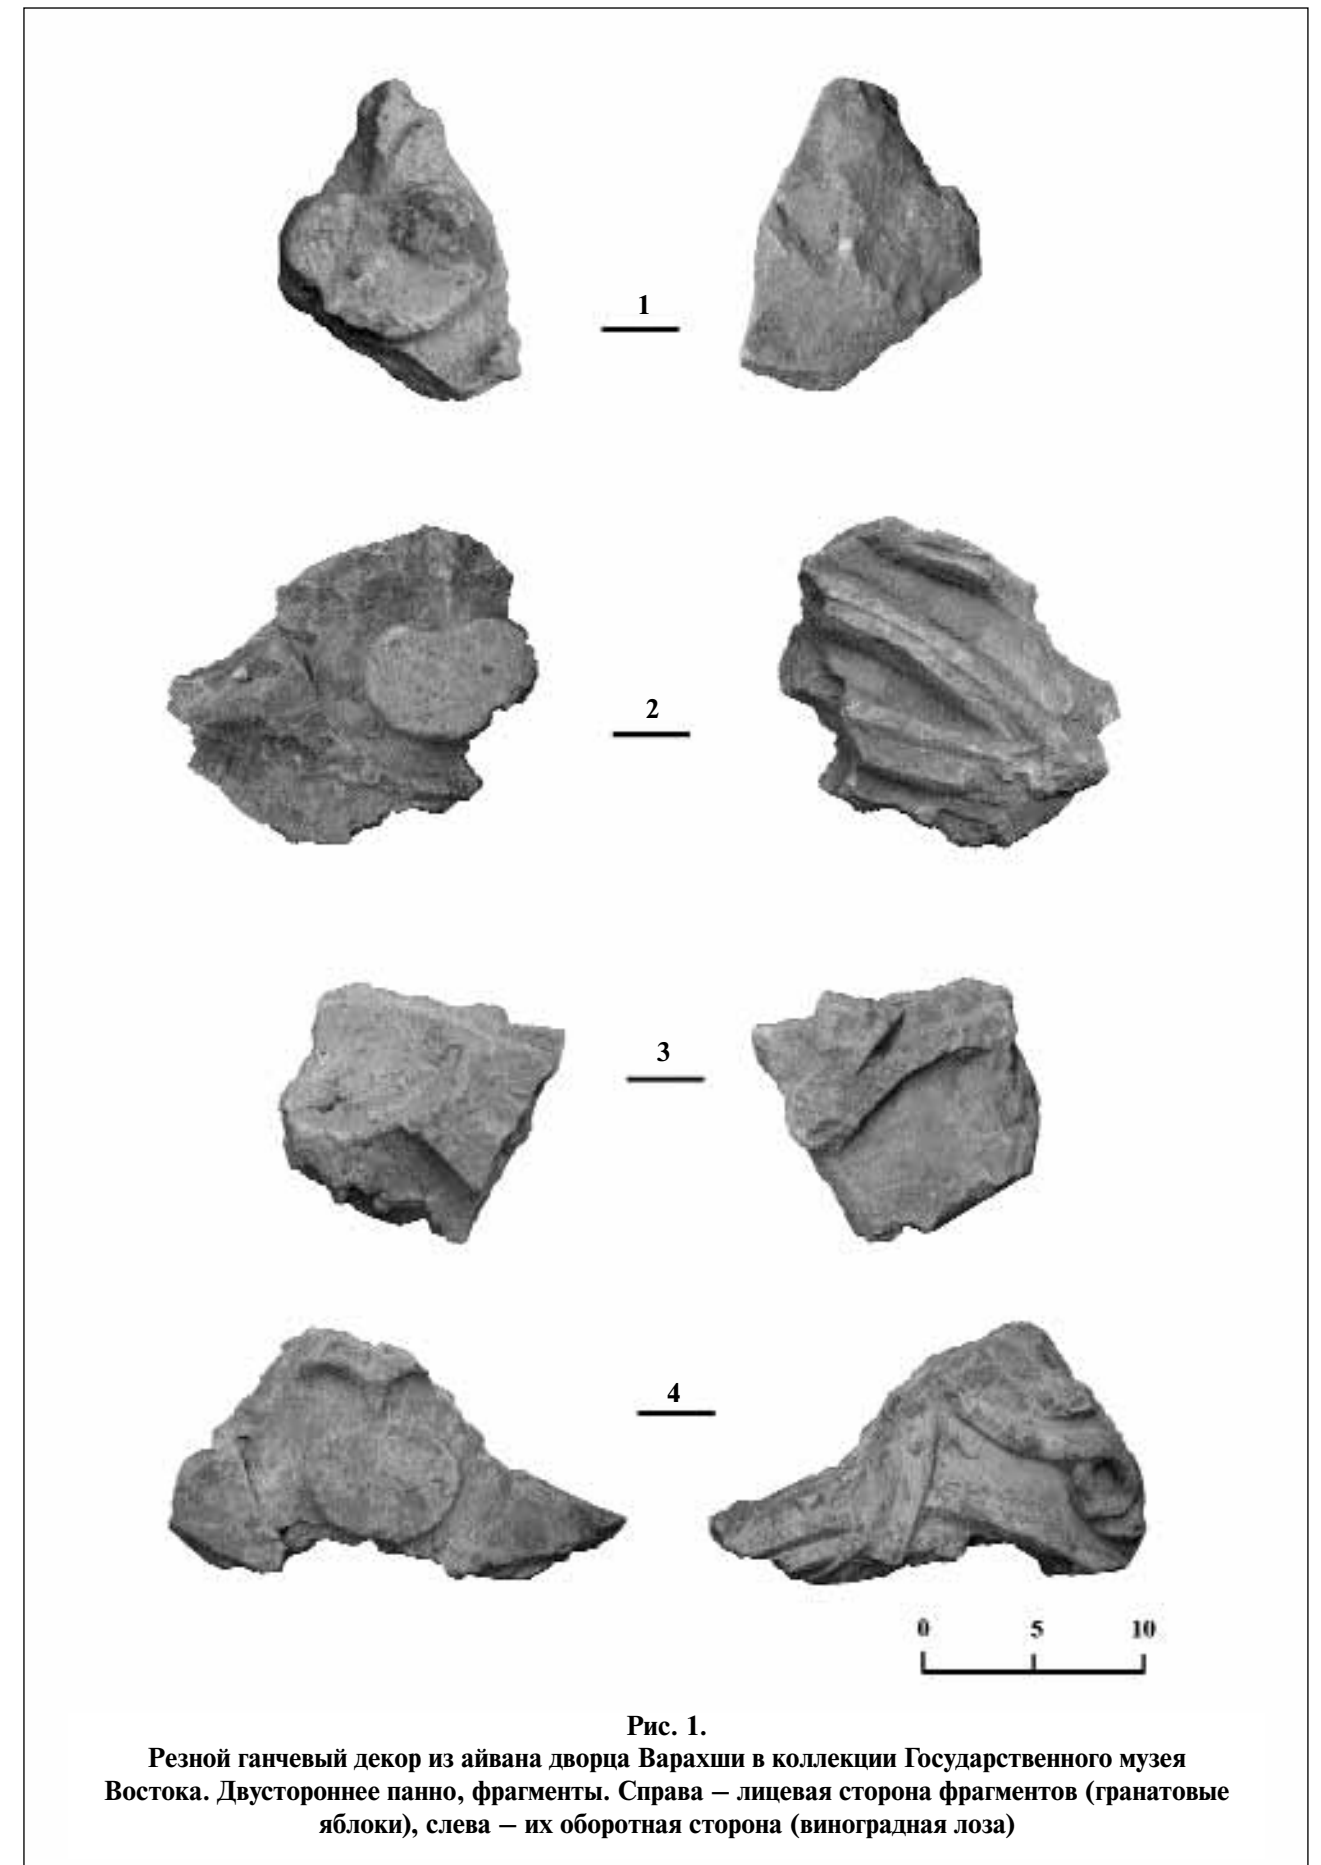 1
2
3
4
0 5 10
Рис. 1.
Резной ганчевый декор из айвана дворца Варахши в коллекции Государственного музея
Востока. Двустороннее панно, фрагменты. Справа – лицевая сторона фрагментов (гранатовые
яблоки), слева – их оборотная сторона (виноградная лоза)